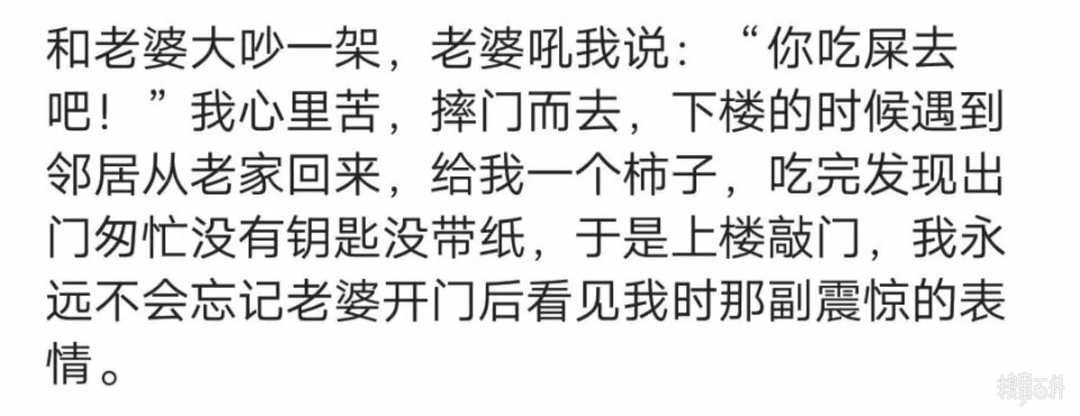 和老婆大吵一架，老婆吼我说：“你吃屎去
吧！”我心里苦，摔门而去，下楼的时候遇到
邻居从老家回来，给我一个柿子，吃完发现出
门匆忙没有钥匙没带纸，于是上楼敲门，我永
远不会忘记老婆开门后看见我时那副震惊的表
情。